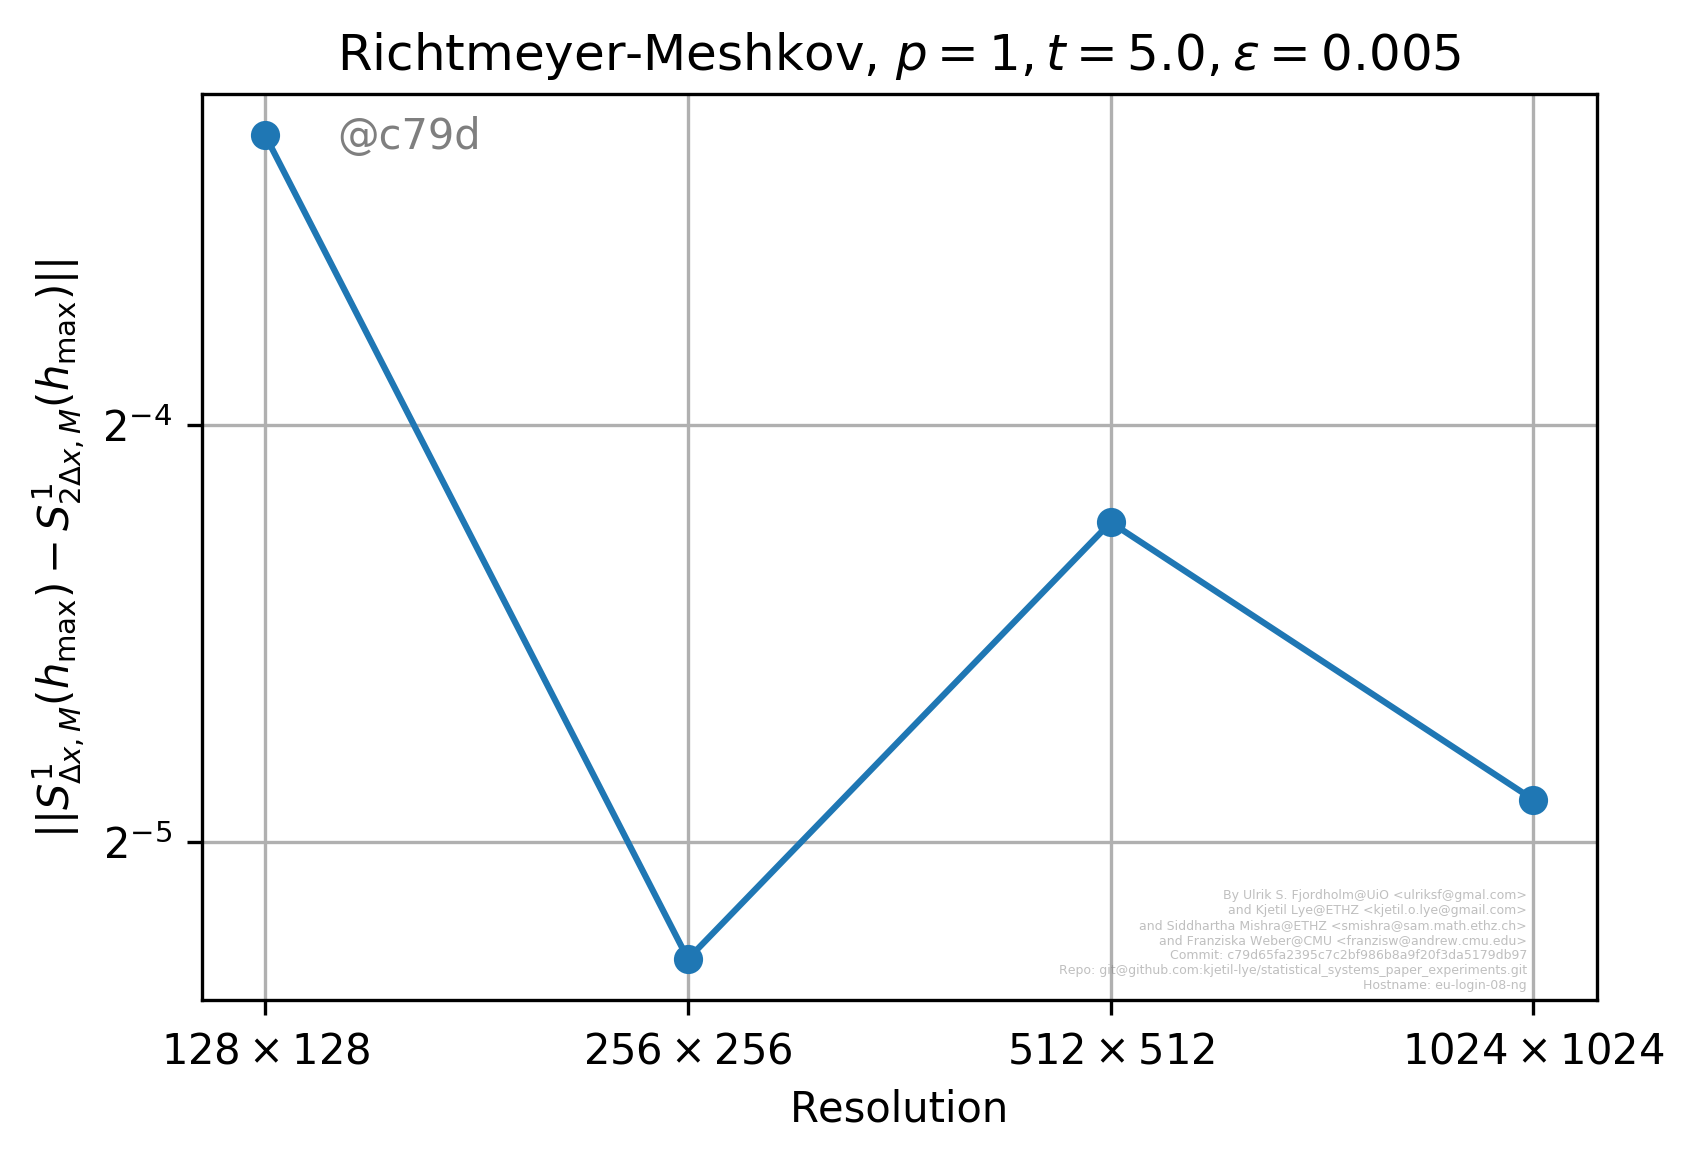 Richtmeyer-Meshkov, p = 1, t = 5.0, ε = 0.005
@c79d
||S¹_{Δx,M}(h_max) − S¹_{2Δx,M}(h_max)||
2⁻⁴
2⁻⁵
By Ulrik S. Fjordholm@UiO <ulriksf@gmal.com>
and Kjetil Lye@ETHZ <kjetil.o.lye@gmail.com>
and Siddhartha Mishra@ETHZ <smishra@sam.math.ethz.ch>
and Franziska Weber@CMU <franzisw@andrew.cmu.edu>
Commit: c79d65fa2395c7c2bf986b8a9f20f3da5179db97
Repo: git@github.com:kjetil-lye/statistical_systems_paper_experiments.git
Hostname: eu-login-08-ng
128 × 128
256 × 256
512 × 512
1024 × 1024
Resolution